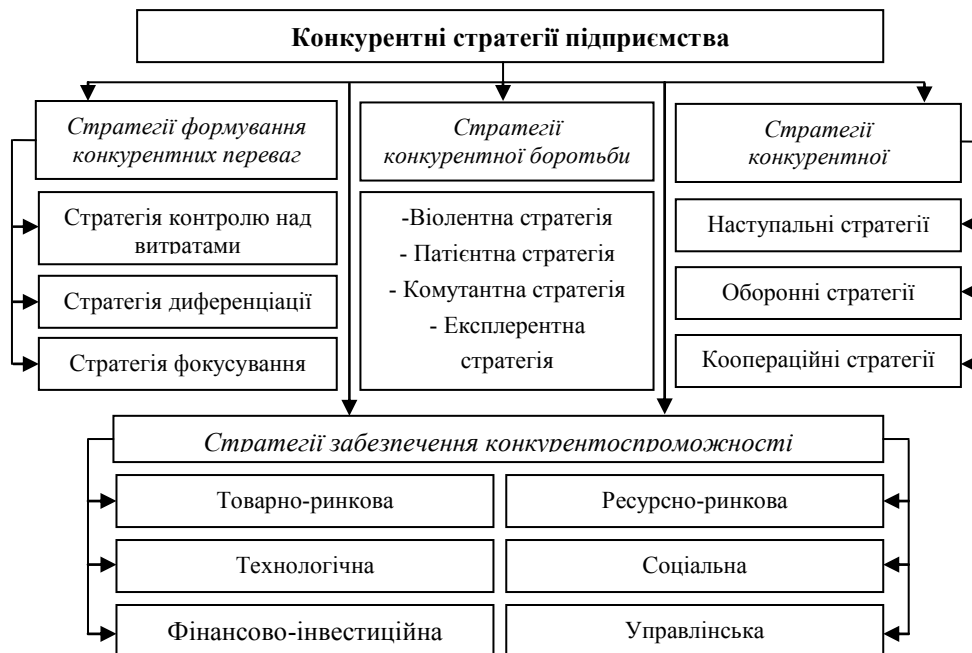 Конкурентні стратегії підприємства
Стратегії формування
конкурентних переваг
Стратегія контролю над
витратами
Стратегія диференціації
Стратегія фокусування
Стратегії
конкурентної боротьби
-Віолентна стратегія
- Патієнтна стратегія
- Комутантна стратегія
- Експлерентна
стратегія
Стратегії
конкурентної
Наступальні стратегії
Оборонні стратегії
Коопераційні стратегії
Стратегії забезпечення конкурентоспроможності
Товарно-ринкова
Ресурсно-ринкова
Технологічна
Соціальна
Фінансово-інвестиційна
Управлінська